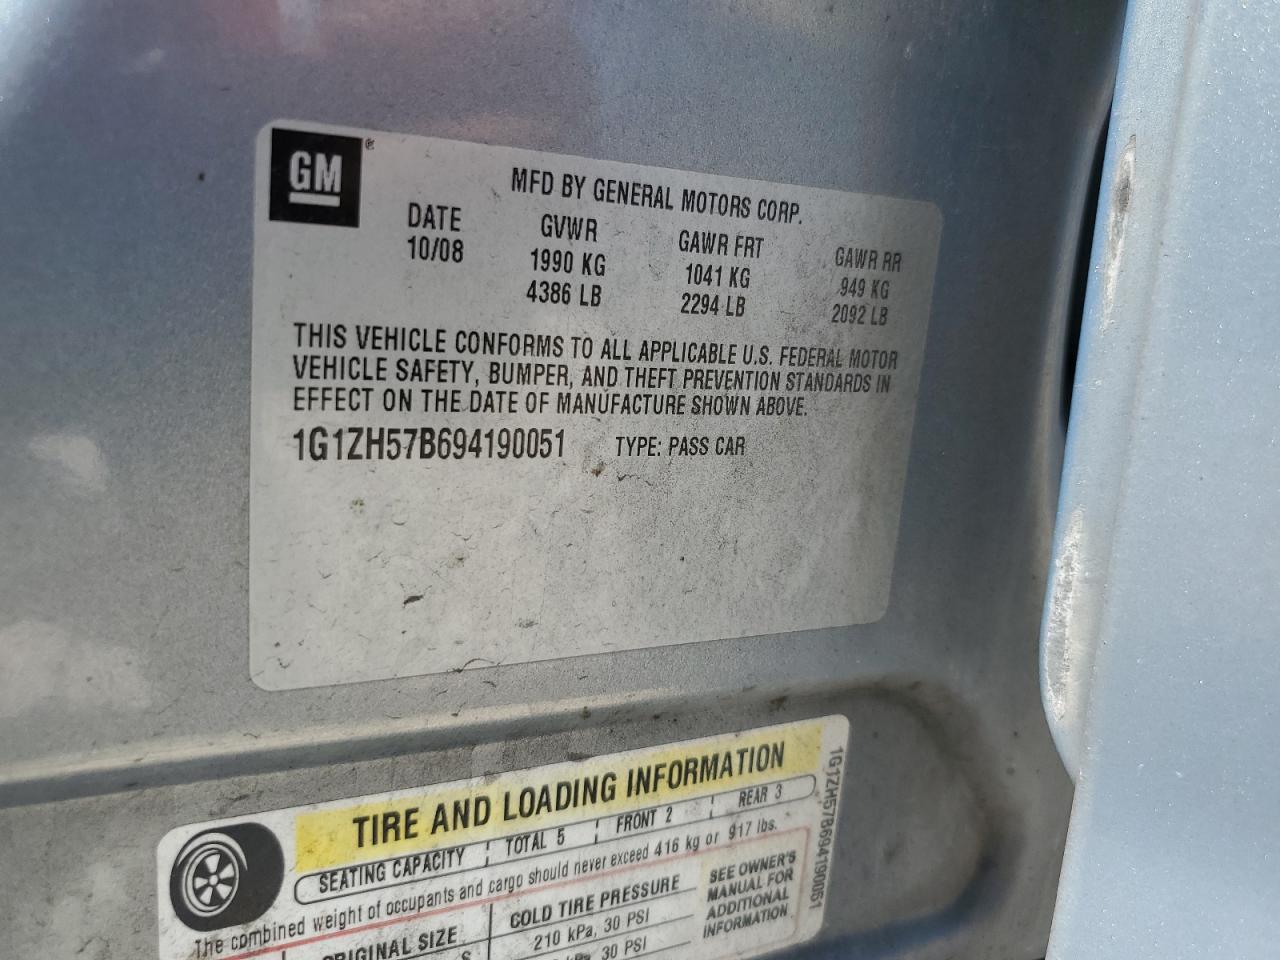 GM
MFD BY GENERAL MOTORS CORP.
DATE GVWR GAWR FRT GAWR RR
10/08 1990 KG 1041 KG 949 KG
4386 LB 2294 LB 2092 LB
THIS VEHICLE CONFORMS TO ALL APPLICABLE U.S. FEDERAL MOTOR
VEHICLE SAFETY, BUMPER, AND THEFT PREVENTION STANDARDS IN
EFFECT ON THE DATE OF MANUFACTURE SHOWN ABOVE.
1G1ZH57B694190051 TYPE: PASS CAR
TIRE AND LOADING INFORMATION
SEATING CAPACITY TOTAL 5 FRONT 2 REAR 3
The combined weight of occupants and cargo should never exceed 416 kg or 917 lbs.
ORIGINAL SIZE COLD TIRE PRESSURE
210 kPa, 30 PSI
kPa, 30 PSI
SEE OWNER'S
MANUAL FOR
ADDITIONAL
INFORMATION
1G1ZH57B694190051